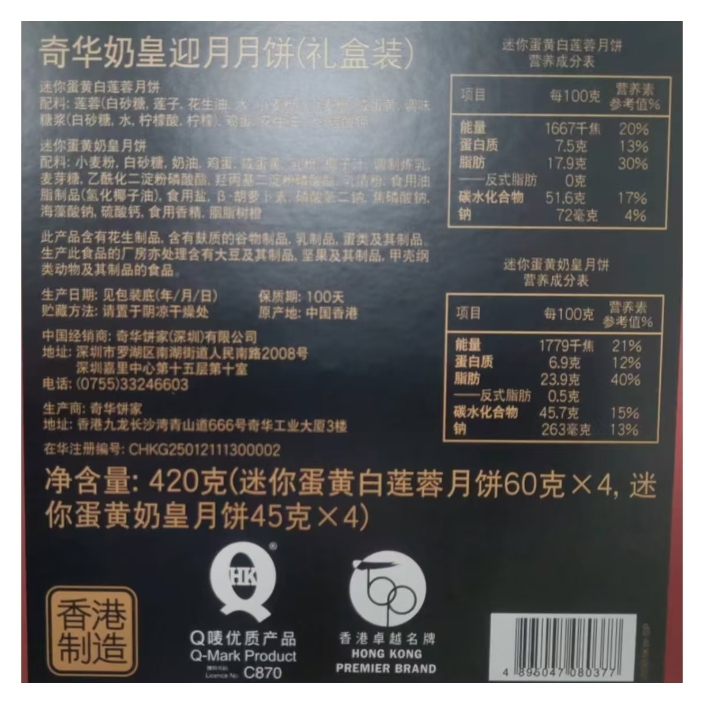 奇华奶皇迎月月饼(礼盒装)
迷你蛋黄白莲蓉月饼
配料: 莲蓉(白砂糖, 莲子, 花生油, 水, 调味
糖浆(白砂糖, 水, 柠檬酸, 柠檬), 鸡蛋, 花生油
迷你蛋黄奶皇月饼
配料: 小麦粉, 白砂糖, 奶油, 鸡蛋, 咸蛋黄, 乳粉, 椰子汁, 调制炼乳,
麦芽糖, 乙酰化二淀粉磷酸酯, 羟丙基二淀粉磷酸酯, 乳清粉, 食用油
脂制品(氢化椰子油), 食用盐, β-胡萝卜素, 磷酸氢二钠, 焦磷酸钠,
海藻酸钠, 硫酸钙, 食用香精, 胭脂树橙
此产品含有花生制品, 含有麸质的谷物制品, 乳制品, 蛋类及其制品。
生产此食品的厂房亦处理含有大豆及其制品, 坚果及其制品, 甲壳纲
类动物及其制品的食品。
生产日期: 见包装底(年/月/日) 保质期: 100天
贮藏方法: 请置于阴凉干燥处 原产地: 中国香港
中国经销商: 奇华饼家(深圳)有限公司
地址: 深圳市罗湖区南湖街道人民南路2008号
深圳嘉里中心第十五层第十室
电话: (0755)33246603
生产商: 奇华饼家
地址: 香港九龙长沙湾青山道666号奇华工业大厦3楼
在华注册编号: CHKG25012111300002
迷你蛋黄白莲蓉月饼
营养成分表
项目 每100克 营养素参考值%
能量 1667千焦 20%
蛋白质 7.5克 13%
脂肪 17.9克 30%
——反式脂肪 0克
碳水化合物 51.6克 17%
钠 72毫克 4%
迷你蛋黄奶皇月饼
营养成分表
项目 每100克 营养素参考值%
能量 1779千焦 21%
蛋白质 6.9克 12%
脂肪 23.9克 40%
——反式脂肪 0.5克
碳水化合物 45.7克 15%
钠 263毫克 13%
净含量: 420克(迷你蛋黄白莲蓉月饼60克×4, 迷
你蛋黄奶皇月饼45克×4)
香港
制造
HK
®
Q唛优质产品
Q-Mark Product
Licence No. C870
top
香港卓越名牌
HONG KONG
PREMIER BRAND
4 896047 080377